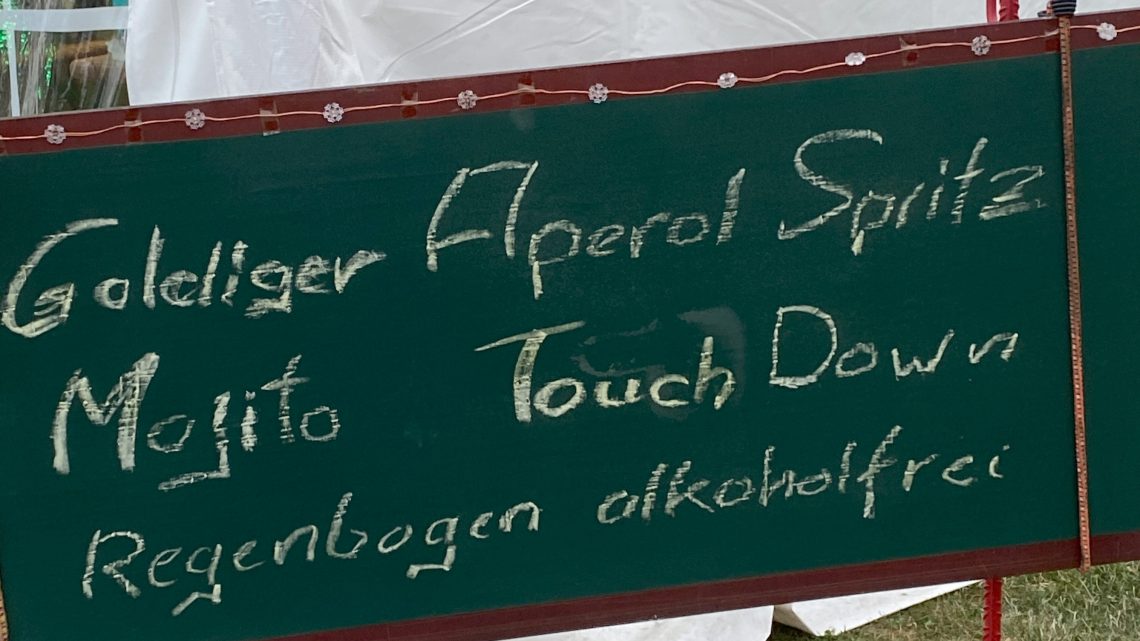 Goldiger Aperol Spritz
Mojito Touch Down
Regenbogen alkoholfrei